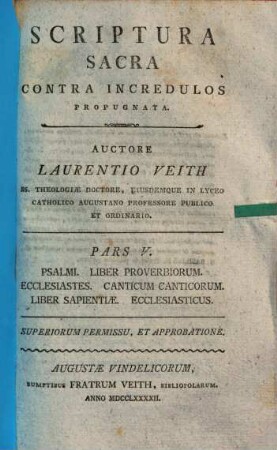 SCRIPTURA
SACRA
CONTRA INCREDULOS
PROPUGNATA.
AUCTORE
LAURENTIO VEITH
SS. THEOLOGIÆ DOCTORE, EIUSDEMQUE IN LYCEO
CATHOLICO AUGUSTANO PROFESSORE PUBLICO
ET ORDINARIO.
PARS V.
PSALMI. LIBER PROVERBIORUM.
ECCLESIASTES. CANTICUM CANTICORUM.
LIBER SAPIENTIÆ. ECCLESIASTICUS.
SUPERIORUM PERMISSU, ET APPROBATIONE.
AUGUSTÆ VINDELICORUM,
SUMPTIBUS FRATRUM VEITH, BIBLIOPOLARUM.
ANNO MDCCLXXXXII.